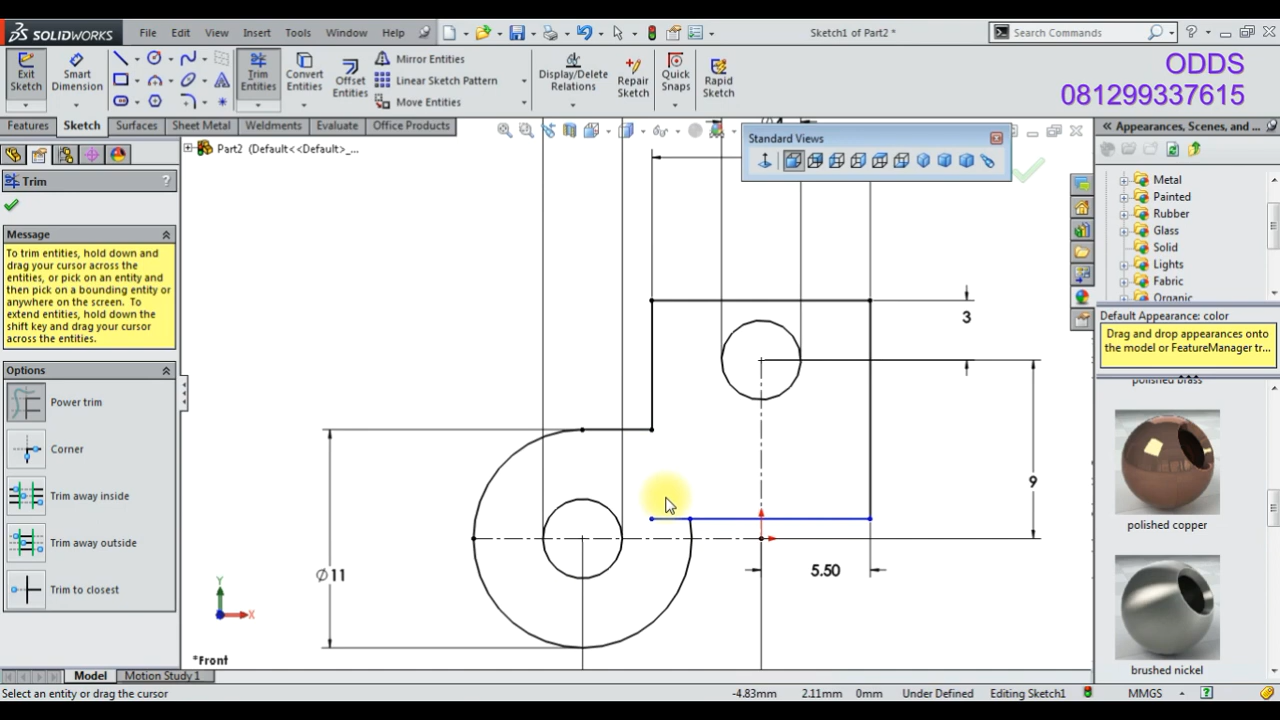 SOLIDWORKS File Edit View Insert Tools Window Help Sketch1 of Part2 * Search Commands
ODDS
081299337615
Exit Sketch
Smart Dimension
Trim Entities
Convert Entities
Offset Entities
Mirror Entities
Linear Sketch Pattern
Move Entities
Display/Delete Relations
Repair Sketch
Quick Snaps
Rapid Sketch
Features Sketch Surfaces Sheet Metal Weldments Evaluate Office Products
Part2 (Default<<Default>_...
Standard Views
Appearances, Scenes, and...
Trim ?
Message
To trim entities, hold down and
drag your cursor across the
entities, or pick on an entity and
then pick on a bounding entity or
anywhere on the screen. To
extend entities, hold down the
shift key and drag your cursor
across the entities.
Options
Power trim
Corner
Trim away inside
Trim away outside
Trim to closest
3
9
5.50
∅11
Y
X
*Front
Metal
Painted
Rubber
Glass
Solid
Lights
Fabric
Organic
Default Appearance: color
Drag and drop appearances onto
the model or FeatureManager tr...
polished brass
polished copper
brushed nickel
Model Motion Study 1
Select an entity or drag the cursor -4.83mm 2.11mm 0mm Under Defined Editing Sketch1 MMGS